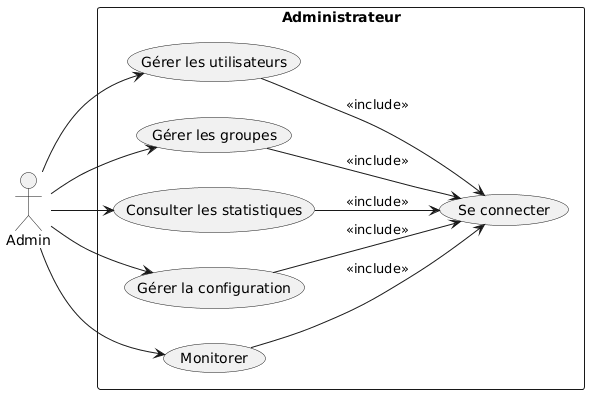 Administrateur
Gérer les utilisateurs
«include»
Gérer les groupes
«include»
Consulter les statistiques
«include»
Se connecter
Admin
«include»
Gérer la configuration
«include»
Monitorer